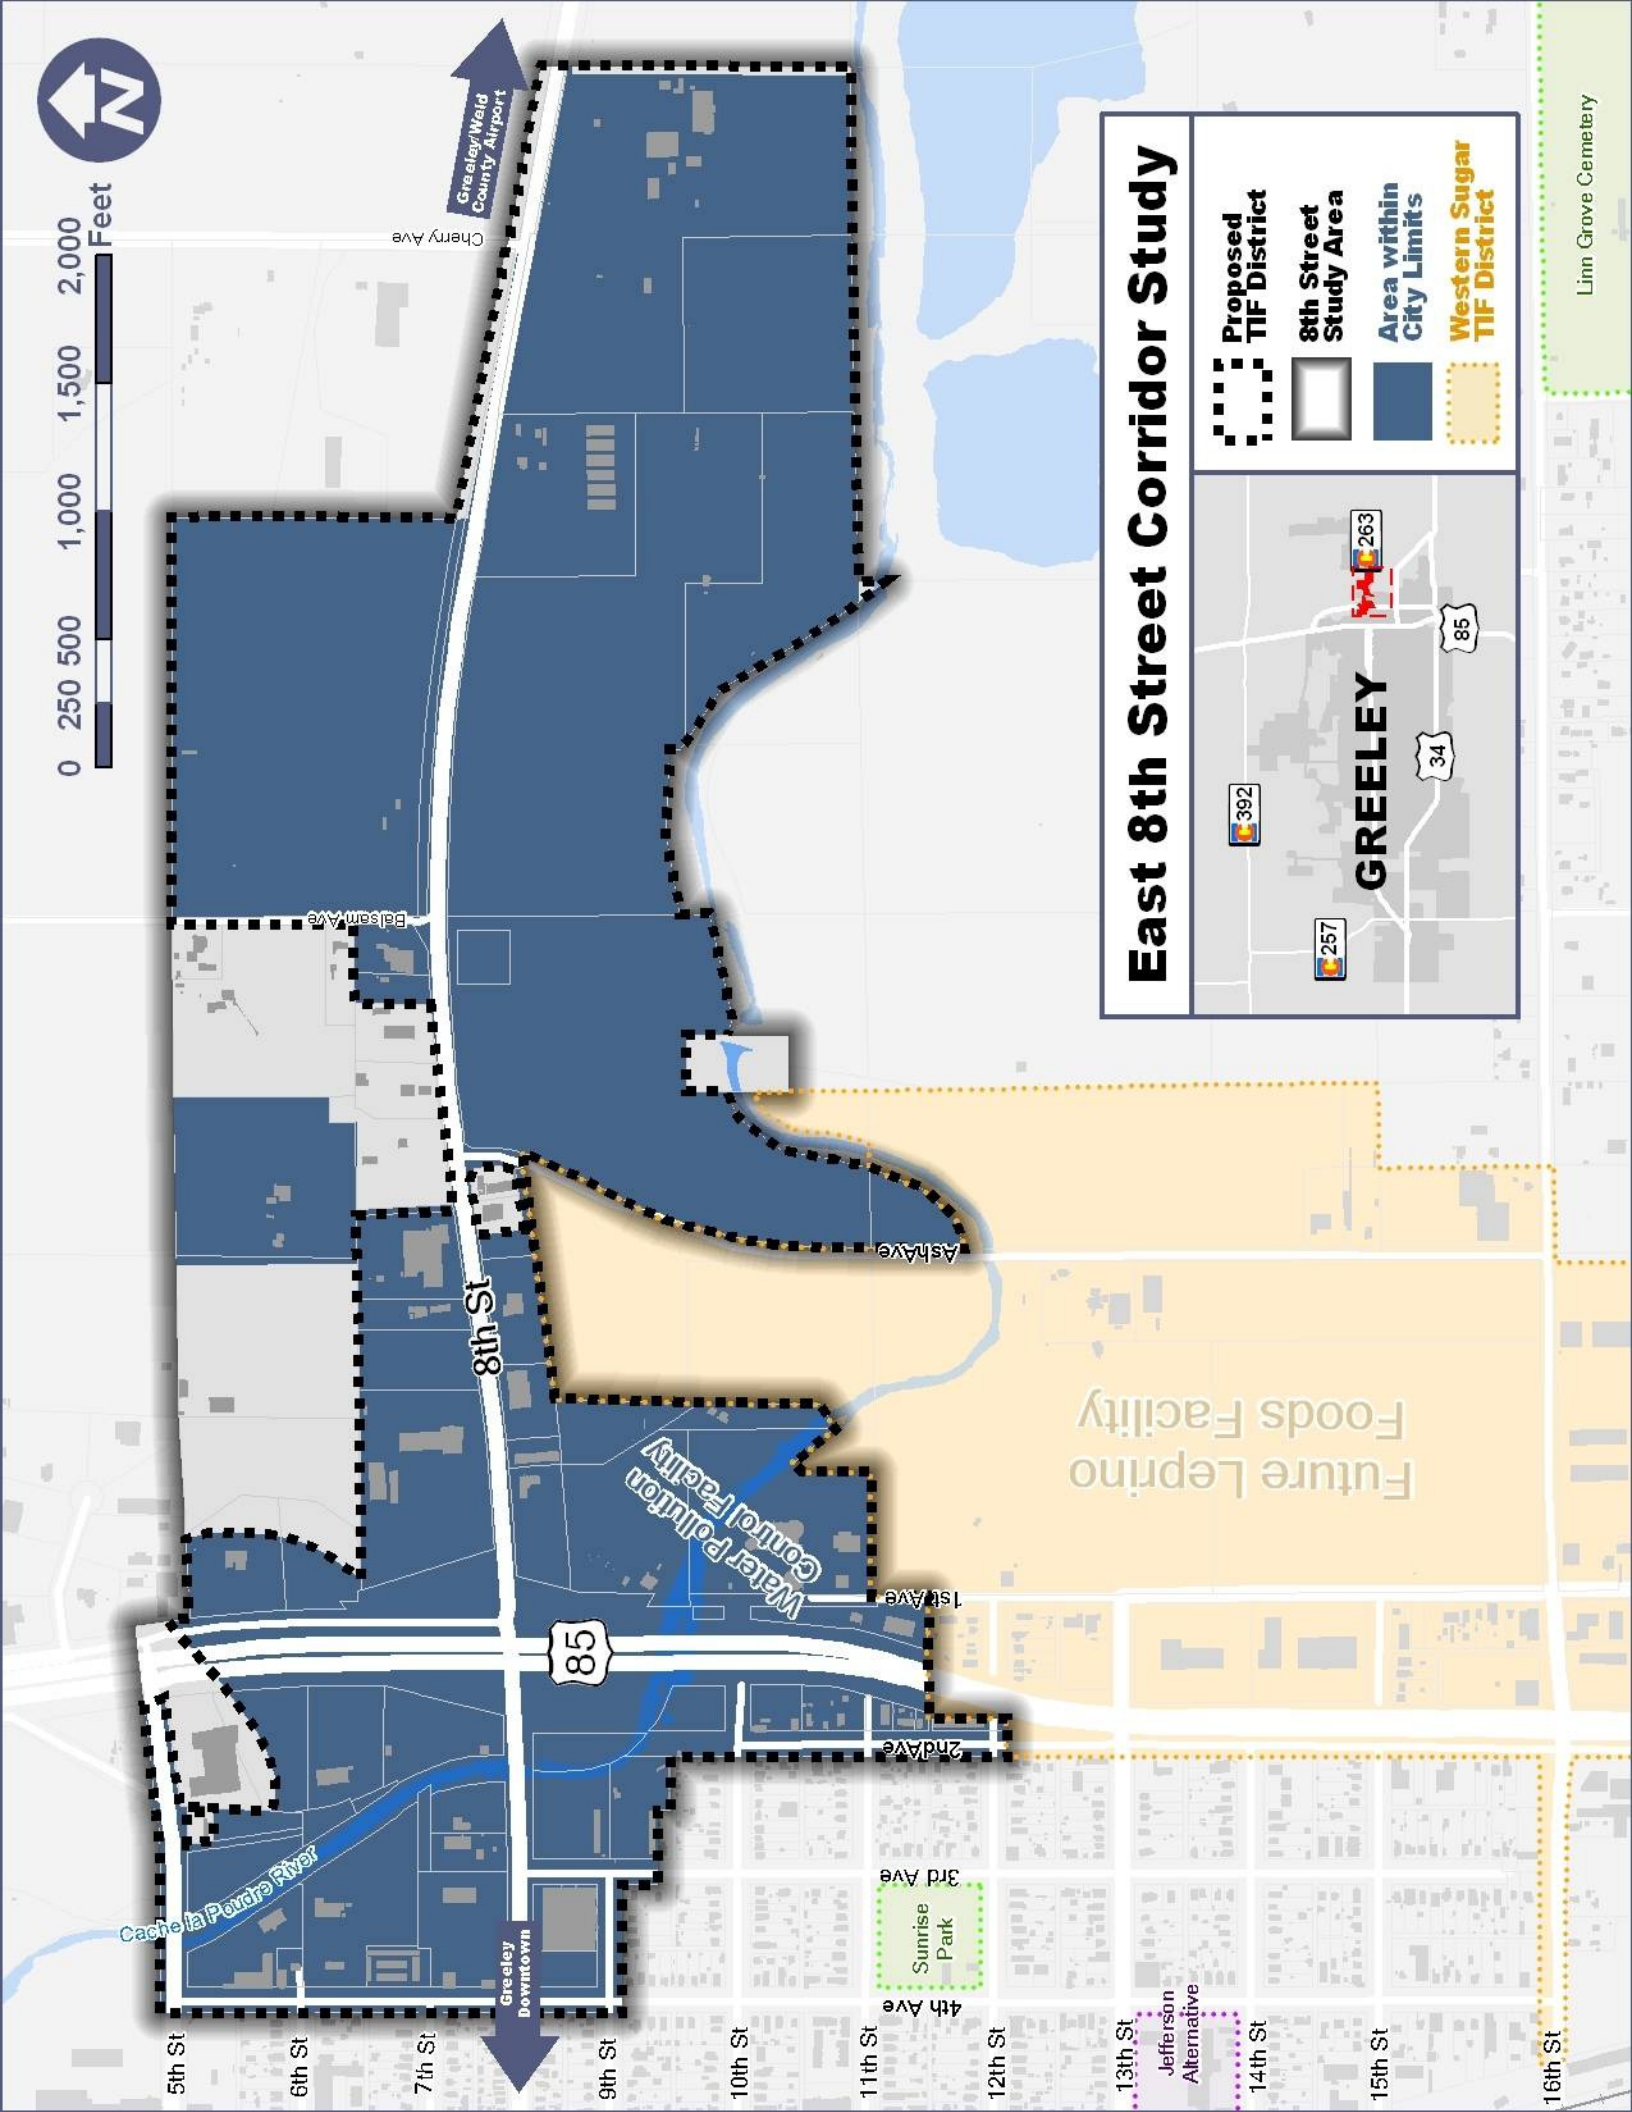 0 250 500 1,000 1,500 2,000
Feet
N
Greeley/Weld
County Airport
Cherry Ave
Balsam Ave
8th St
85
Ash Ave
Water Pollution
Control Facility
1st Ave
2nd Ave
3rd Ave
4th Ave
Cache la Poudre River
Greeley
Downtown
Sunrise
Park
Jefferson
Alternative
Future Leprino
Foods Facility
Linn Grove Cemetery
5th St
6th St
7th St
9th St
10th St
11th St
12th St
13th St
14th St
15th St
16th St
East 8th Street Corridor Study
C 392
C 257
C 263
GREELEY
34
85
Proposed
TIF District
8th Street
Study Area
Area within
City Limits
Western Sugar
TIF District